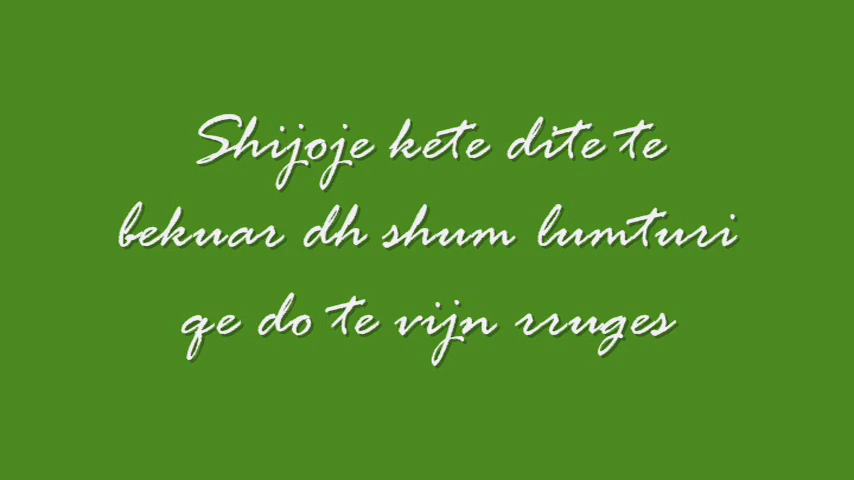 Shijoje kete dite te
bekuar dh shum lumturi
qe do te vijn rruges